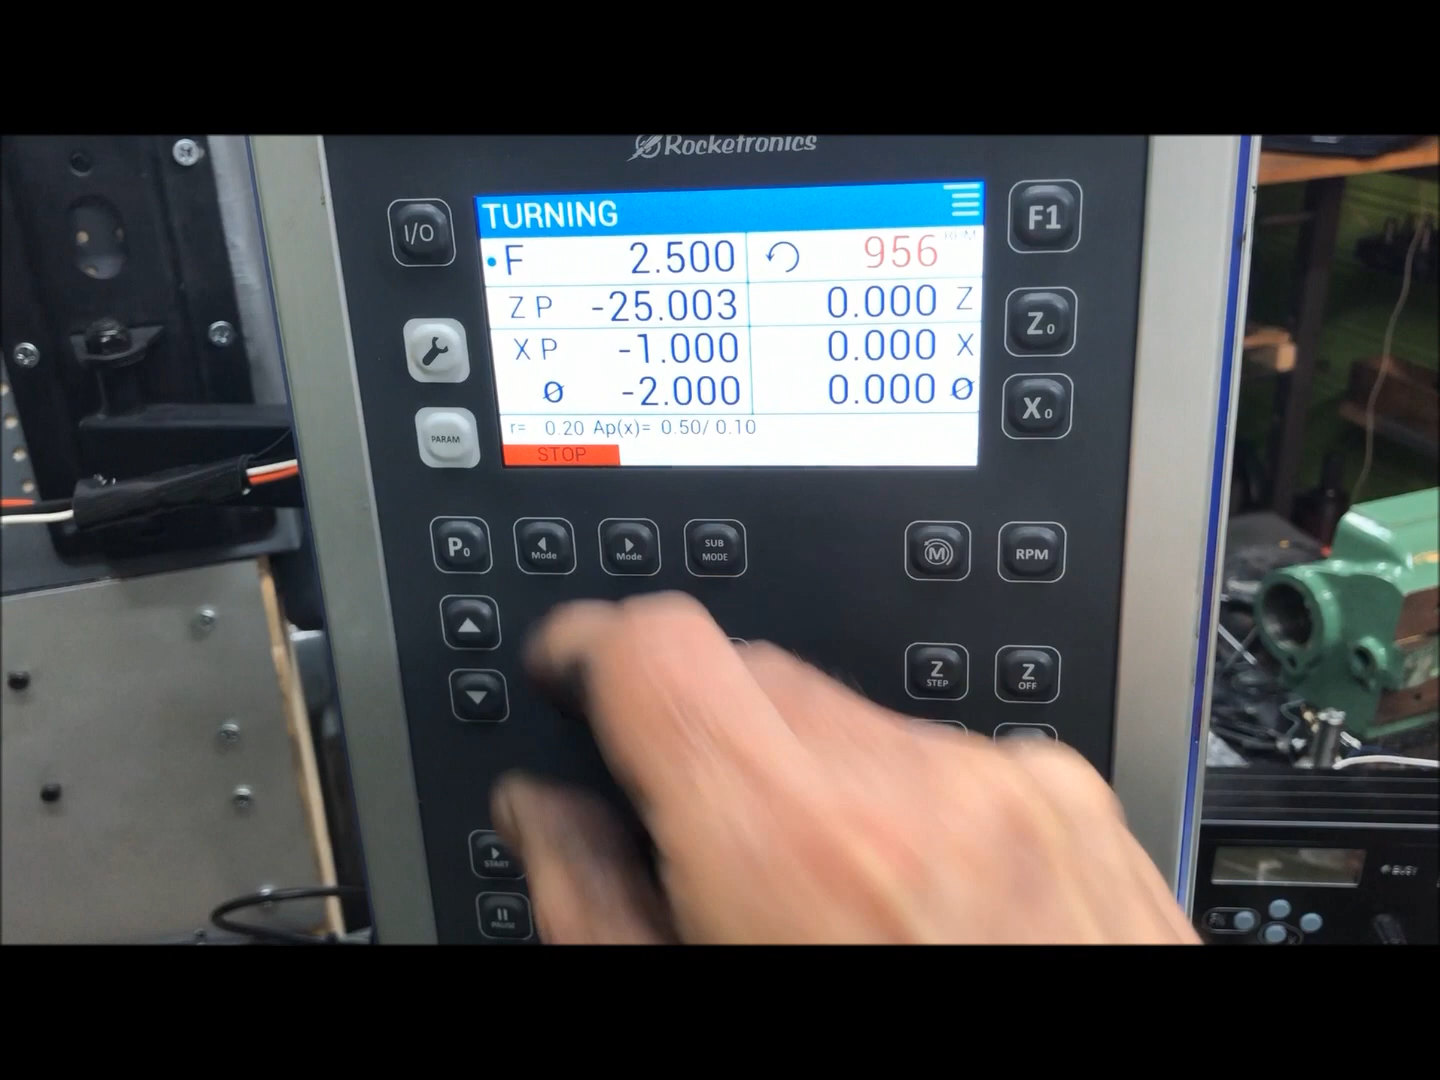 Rocketronics
I/O
TURNING
F1
F 2.500 956 RPM
Z P -25.003 0.000 Z
Z0
X P -1.000 0.000 X
ø -2.000 0.000 ø
X0
PARAM
r= 0.20 Ap(x)= 0.50/ 0.10
STOP
P0
Mode
Mode
SUB
MODE
M
RPM
Z
STEP
Z
OFF
START
PAUSE